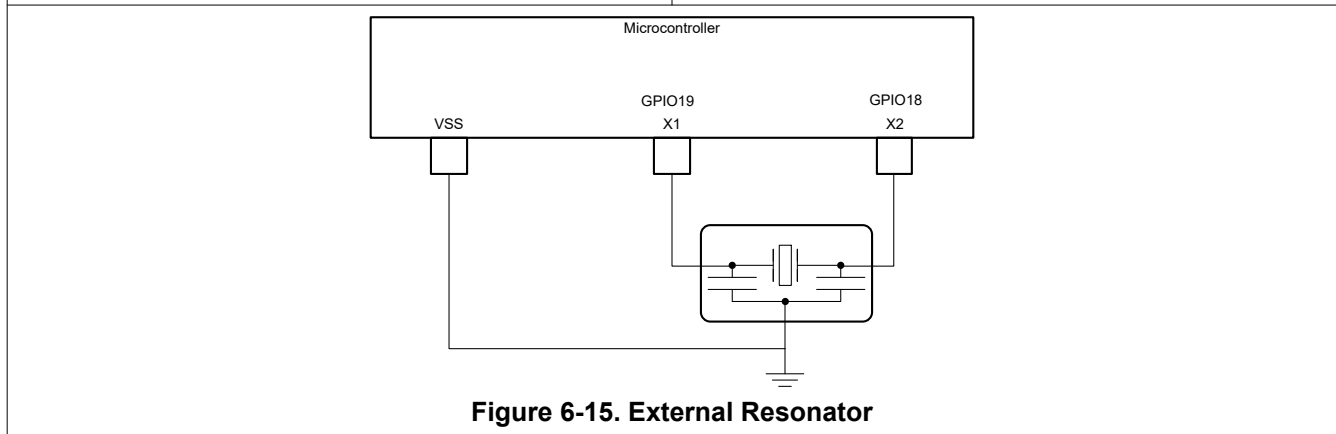 Microcontroller
GPIO19
GPIO18
VSS
X1
X2
Figure 6-15. External Resonator